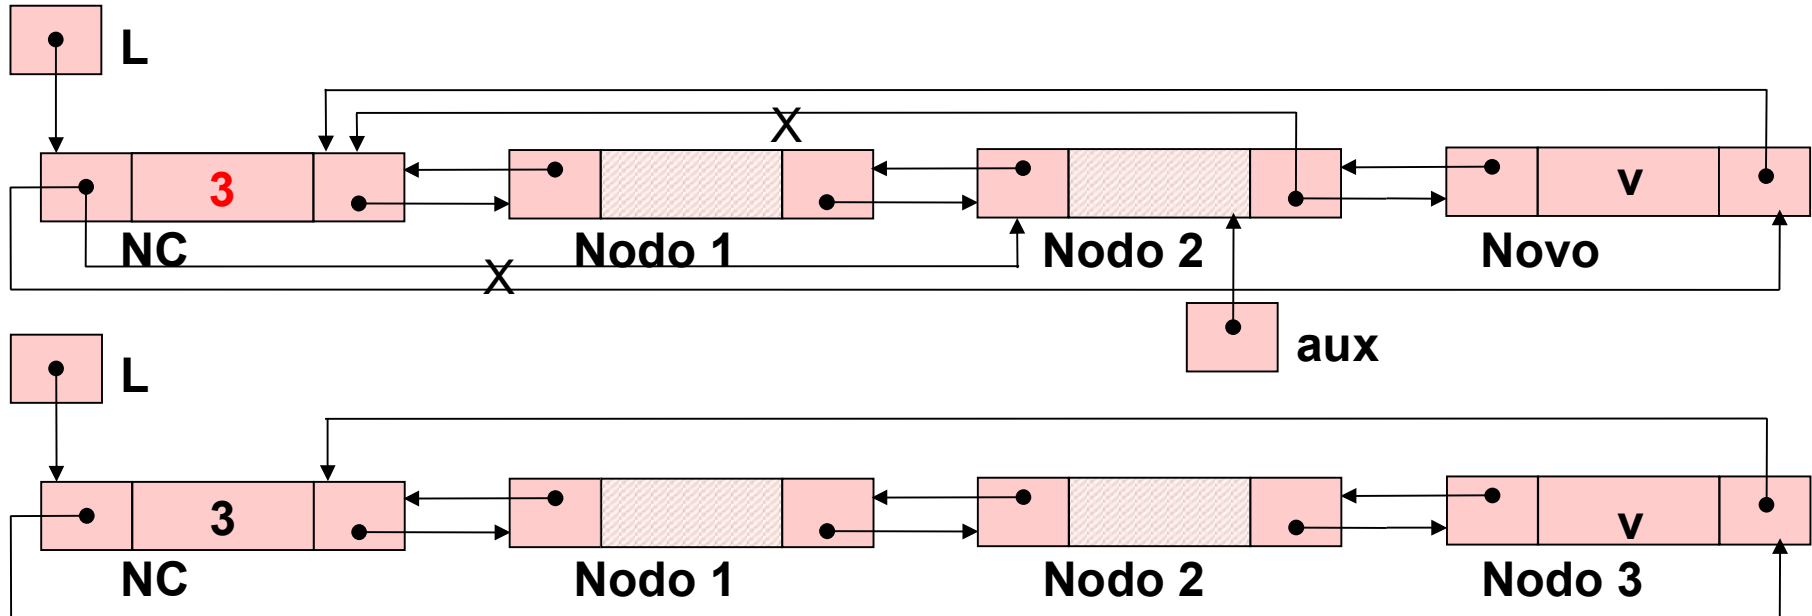 L
X
3 v
NC Nodo 1 Nodo 2 Novo
X
aux
L
3 v
NC Nodo 1 Nodo 2 Nodo 3